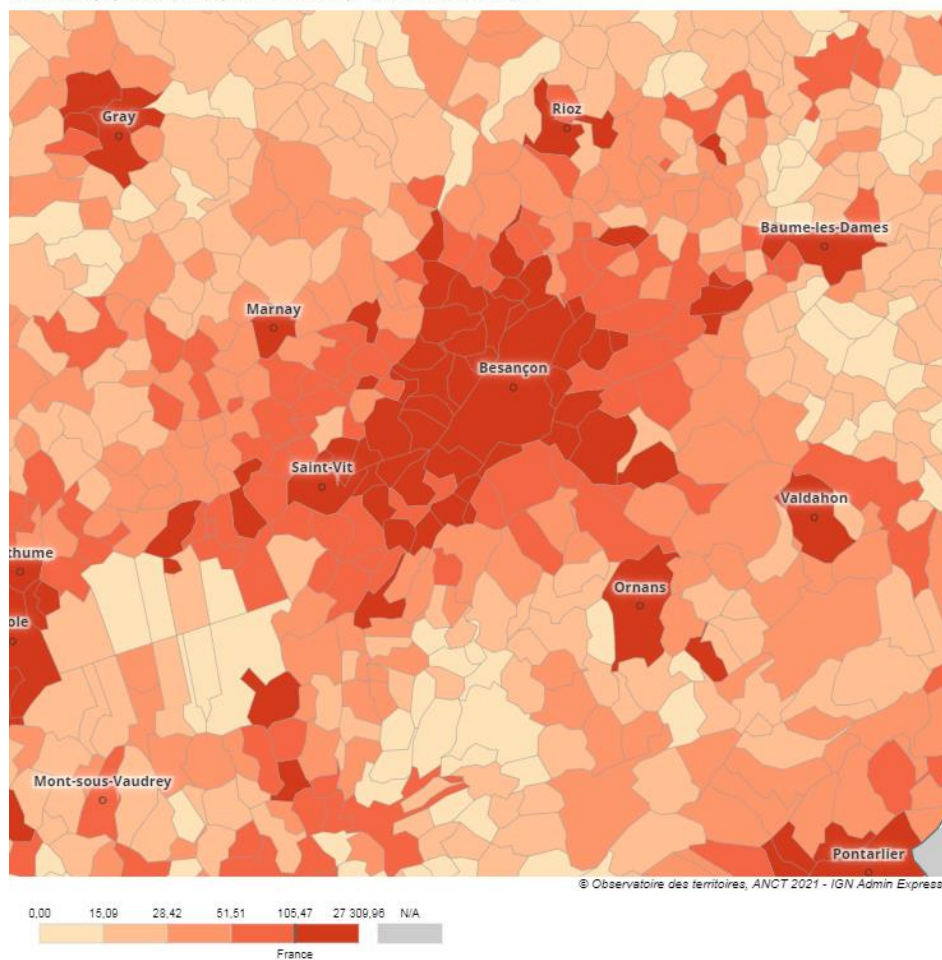 Gray
Rioz
Baume-les-Dames
Marnay
Besançon
Saint-Vit
Valdahon
thume
Ornans
ole
Mont-sous-Vaudrey
Pontarlier
© Observatoire des territoires, ANCT 2021 - IGN Admin Express
0,00 15,09 28,42 51,51 105,47 27 309,96 N/A
France